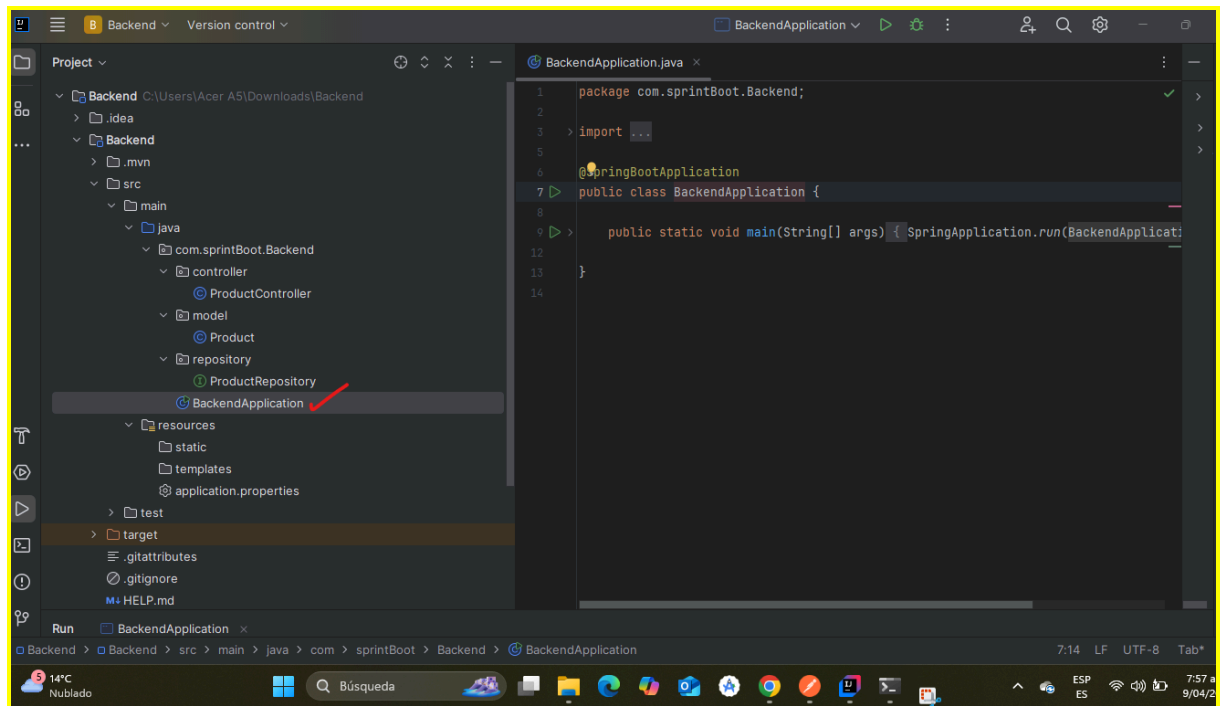 Backend Version control BackendApplication
Project BackendApplication.java
Backend C:\Users\Acer A5\Downloads\Backend
.idea
Backend
.mvn
src
main
java
com.sprintBoot.Backend
controller
ProductController
model
Product
repository
ProductRepository
BackendApplication
resources
static
templates
application.properties
test
target
.gitattributes
.gitignore
M↓ HELP.md
1 package com.sprintBoot.Backend;
2
3 import ...
5
6 @SpringBootApplication
7 public class BackendApplication {
8
9 public static void main(String[] args) { SpringApplication.run(BackendApplicati
12
13 }
14
Run BackendApplication
Backend > Backend > src > main > java > com > sprintBoot > Backend > BackendApplication 7:14 LF UTF-8 Tab*
5 14°C
Nublado
Búsqueda
ESP
ES
7:57 a
9/04/2